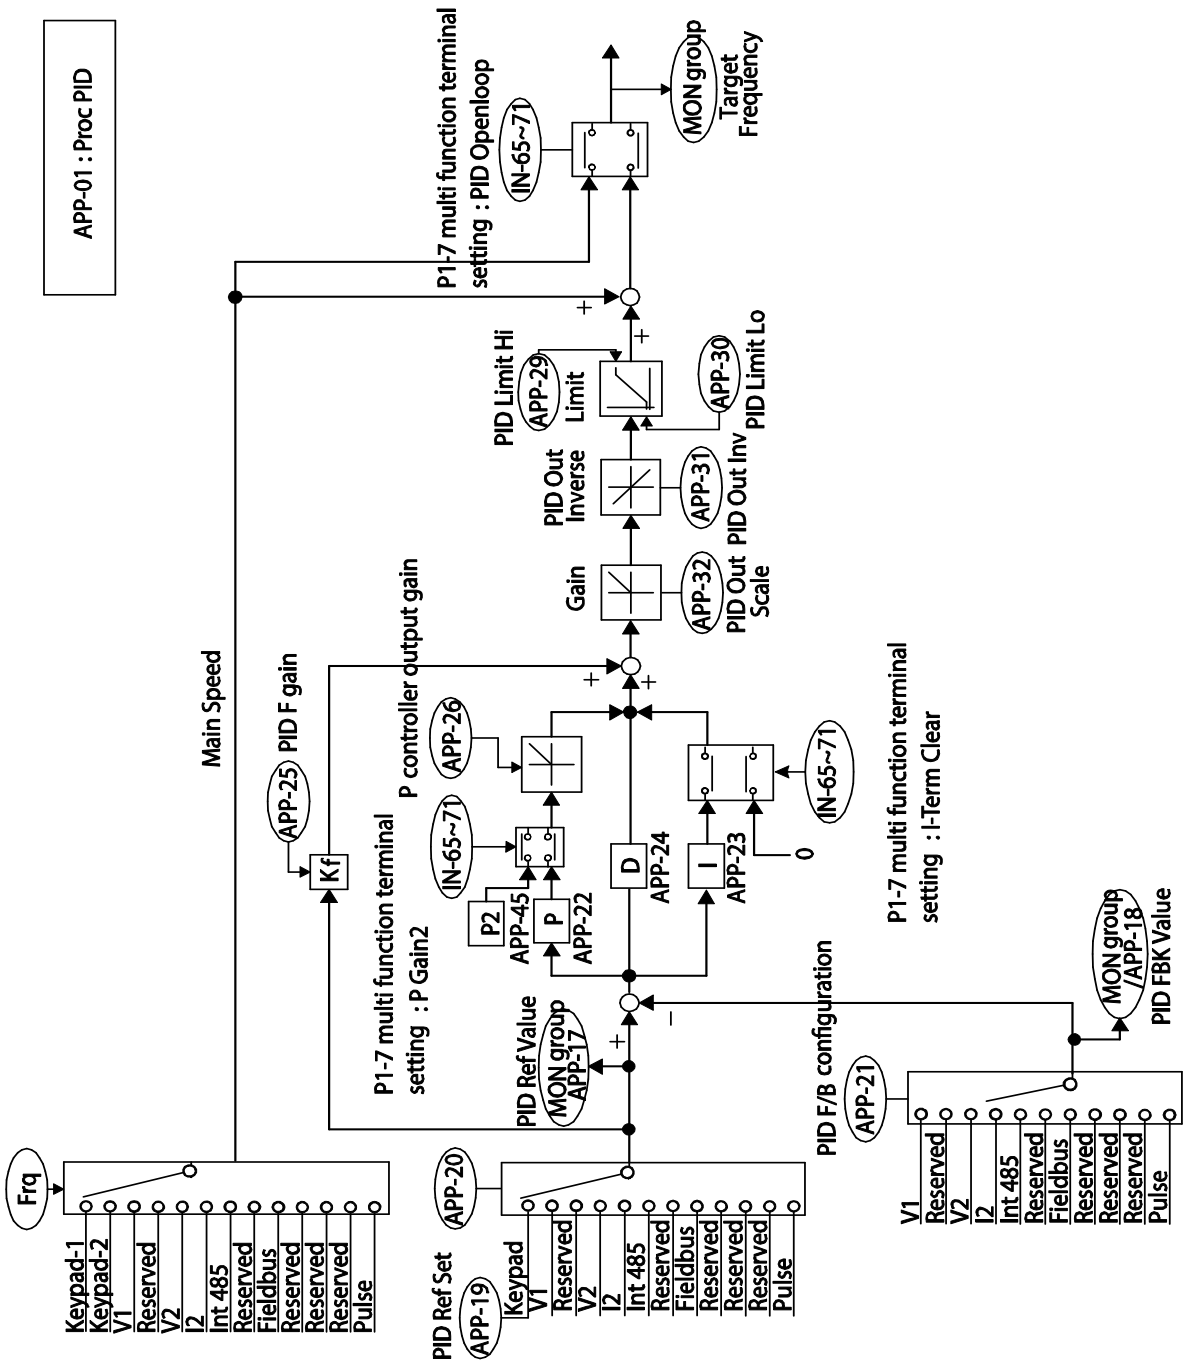 APP-01 : Proc PID
Frq
Keypad-1
Keypad-2
V1
Reserved
V2
I2
Int 485
Reserved
Fieldbus
Reserved
Reserved
Reserved
Pulse
Main Speed
APP-25
PID F gain
Kf
PID Ref Set
APP-19
APP-20
Keypad
V1
Reserved
V2
I2
Int 485
Reserved
Fieldbus
Reserved
Reserved
Reserved
Pulse
PID Ref Value
MON group
APP-17
+
−
P1-7 multi function terminal
setting : P Gain2
IN-65~71
P2
APP-45
P
APP-22
P controller output gain
APP-26
D
APP-24
I
APP-23
0
IN-65~71
P1-7 multi function terminal
setting : I-Term Clear
PID F/B configuration
APP-21
V1
Reserved
V2
I2
Int 485
Reserved
Fieldbus
Reserved
Reserved
Reserved
Pulse
MON group
/APP-18
PID FBK Value
+
+
Gain
APP-32
PID Out
Scale
PID Out
Inverse
APP-31
PID Out Inv
PID Limit Hi
APP-29
Limit
APP-30
PID Limit Lo
+
+
P1-7 multi function terminal
setting : PID Openloop
IN-65~71
MON group
Target
Frequency